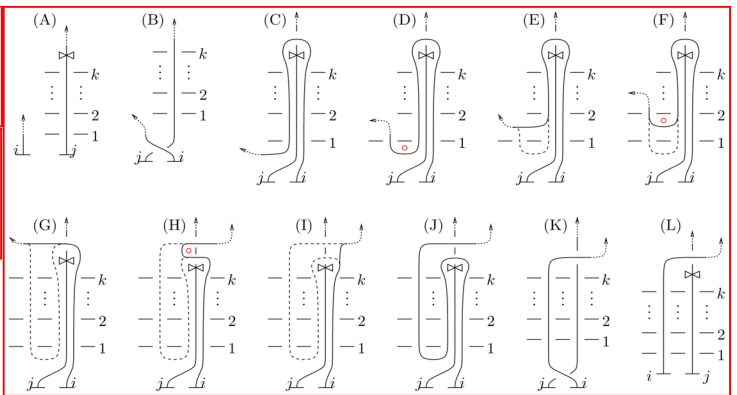 (A) (B) (C) (D) (E) (F)
k k k k k k
2 2 2 2 2 2
1 1 1 1 1 1
i j j i j i j i j i j i
(G) (H) (I) (J) (K) (L)
k k k k k k
2 2 2 2 2 2
1 1 1 1 1 1
j i j i j i j i j i i j